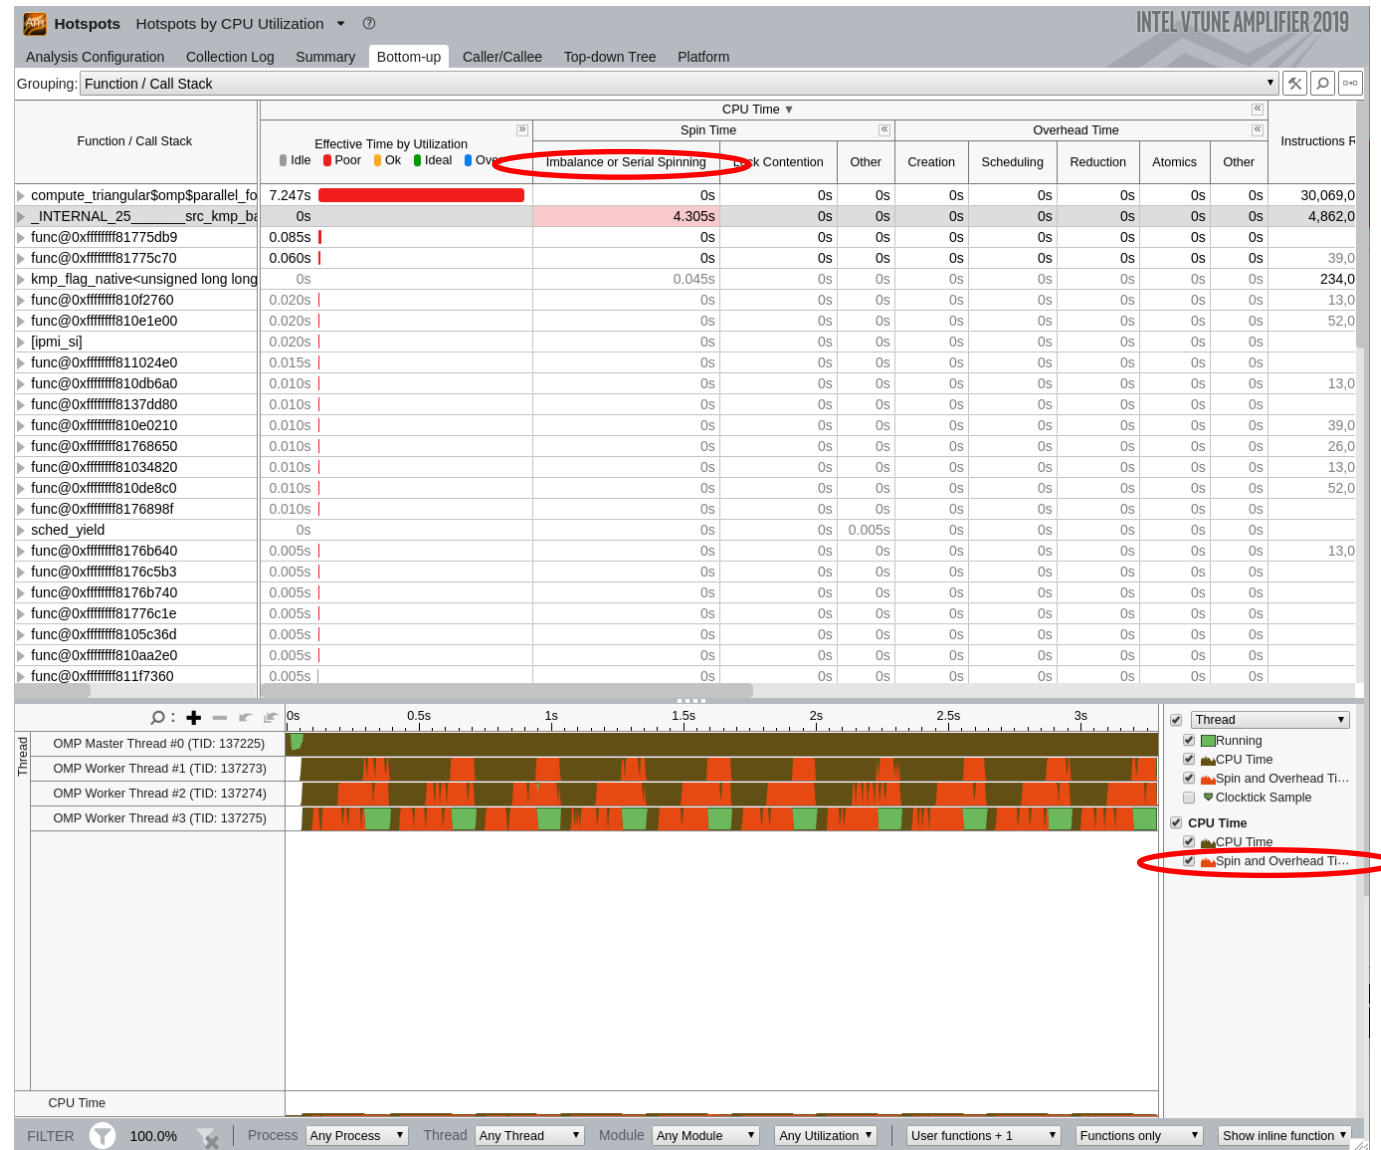 Hotspots Hotspots by CPU Utilization INTEL VTUNE AMPLIFIER 2019
Analysis Configuration Collection Log Summary Bottom-up Caller/Callee Top-down Tree Platform
Grouping: Function / Call Stack
CPU Time
Function / Call Stack Effective Time by Utilization Spin Time Overhead Time Instructions R
Idle Poor Ok Ideal Ove Imbalance or Serial Spinning Lock Contention Other Creation Scheduling Reduction Atomics Other
compute_triangular$omp$parallel_fo 7.247s 0s 0s 0s 0s 0s 0s 0s 0s 30,069,0
_INTERNAL_25_______src_kmp_ba 0s 4.305s 0s 0s 0s 0s 0s 0s 0s 4,862,0
func@0xffffffff81775db9 0.085s 0s 0s 0s 0s 0s 0s 0s 0s
func@0xffffffff81775c70 0.060s 0s 0s 0s 0s 0s 0s 0s 0s 39,0
kmp_flag_native<unsigned long long 0s 0.045s 0s 0s 0s 0s 0s 0s 0s 234,0
func@0xffffffff810f2760 0.020s 0s 0s 0s 0s 0s 0s 0s 0s 13,0
func@0xffffffff810e1e00 0.020s 0s 0s 0s 0s 0s 0s 0s 0s 52,0
[ipmi_si] 0.020s 0s 0s 0s 0s 0s 0s 0s 0s
func@0xffffffff811024e0 0.015s 0s 0s 0s 0s 0s 0s 0s 0s
func@0xffffffff810db6a0 0.010s 0s 0s 0s 0s 0s 0s 0s 0s 13,0
func@0xffffffff8137dd80 0.010s 0s 0s 0s 0s 0s 0s 0s 0s
func@0xffffffff810e0210 0.010s 0s 0s 0s 0s 0s 0s 0s 0s 39,0
func@0xffffffff81768650 0.010s 0s 0s 0s 0s 0s 0s 0s 0s 26,0
func@0xffffffff81034820 0.010s 0s 0s 0s 0s 0s 0s 0s 0s 13,0
func@0xffffffff810de8c0 0.010s 0s 0s 0s 0s 0s 0s 0s 0s 52,0
func@0xffffffff8176898f 0.010s 0s 0s 0s 0s 0s 0s 0s 0s
sched_yield 0s 0s 0s 0.005s 0s 0s 0s 0s 0s
func@0xffffffff8176b640 0.005s 0s 0s 0s 0s 0s 0s 0s 0s 13,0
func@0xffffffff8176c5b3 0.005s 0s 0s 0s 0s 0s 0s 0s 0s
func@0xffffffff8176b740 0.005s 0s 0s 0s 0s 0s 0s 0s 0s
func@0xffffffff81776c1e 0.005s 0s 0s 0s 0s 0s 0s 0s 0s
func@0xffffffff8105c36d 0.005s 0s 0s 0s 0s 0s 0s 0s 0s
func@0xffffffff810aa2e0 0.005s 0s 0s 0s 0s 0s 0s 0s 0s
func@0xffffffff811f7360 0.005s 0s 0s 0s 0s 0s 0s 0s 0s
0s 0.5s 1s 1.5s 2s 2.5s 3s
Thread
OMP Master Thread #0 (TID: 137225)
OMP Worker Thread #1 (TID: 137273)
OMP Worker Thread #2 (TID: 137274)
OMP Worker Thread #3 (TID: 137275)
Thread
Running
CPU Time
Spin and Overhead Ti...
Clocktick Sample
CPU Time
CPU Time
Spin and Overhead Ti...
CPU Time
FILTER 100.0% Process Any Process Thread Any Thread Module Any Module Any Utilization User functions + 1 Functions only Show inline function